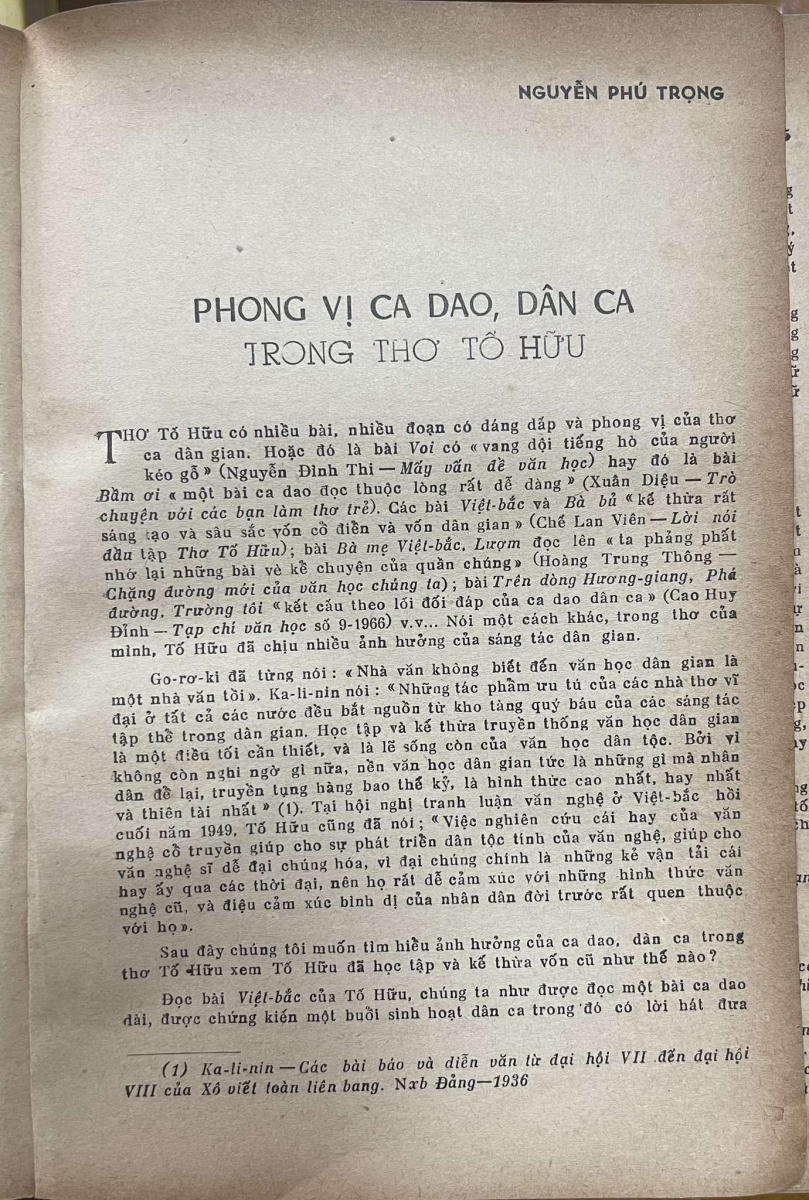 NGUYỄN PHÚ TRỌNG
PHONG VỊ CA DAO, DÂN CA
TRONG THƠ TỐ HỮU
THƠ Tố Hữu có nhiều bài, nhiều đoạn có dáng dấp và phong vị của thơ
ca dân gian. Hoặc đó là bài Voi có « vang dội tiếng hò của người
kéo gỗ » (Nguyễn Đình Thi — Mấy vấn đề văn học) hay đó là bài
Bầm ơi « một bài ca dao đọc thuộc lòng rất dễ dàng » (Xuân Diệu — Trò
chuyện với các bạn làm thơ trẻ). Các bài Việt-bắc và Bà bủ « kế thừa rất
sáng tạo và sâu sắc vốn cổ điển và vốn dân gian » (Chế Lan Viên — Lời nói
đầu tập Thơ Tố Hữu); bài Bà mẹ Việt-bắc, Lượm đọc lên « ta phảng phất
nhớ lại những bài vè kể chuyện của quần chúng» (Hoàng Trung Thông —
Chặng đường mới của văn học chúng ta) ; bài Trên dòng Hương-giang, Phá
đường, Trường tôi « kết cấu theo lối đối đáp của ca dao dân ca » (Cao Huy
Đỉnh — Tạp chí văn học số 9-1966) v.v... Nói một cách khác, trong thơ của
mình, Tố Hữu đã chịu nhiều ảnh hưởng của sáng tác dân gian.
Go-rơ-ki đã từng nói : « Nhà văn không biết đến văn học dân gian là
một nhà văn tồi». Ka-li-nin nói : « Những tác phẩm ưu tú của các nhà thơ vĩ
đại ở tất cả các nước đều bắt nguồn từ kho tàng quý báu của các sáng tác
tập thể trong dân gian. Học tập và kế thừa truyền thống văn học dân gian
là một điều tối cần thiết, và là lẽ sống còn của văn học dân tộc. Bởi vì
không còn nghi ngờ gì nữa, nền văn học dân gian tức là những gì mà nhân
dân để lại, truyền tụng hàng bao thế kỷ, là hình thức cao nhất, hay nhất
và thiên tài nhất » (1). Tại hội nghị tranh luận văn nghệ ở Việt-bắc hồi
cuối năm 1949, Tố Hữu cũng đã nói ; « Việc nghiên cứu cái hay của văn
nghệ cổ truyền giúp cho sự phát triển dân tộc tính của văn nghệ, giúp cho
văn nghệ sĩ dễ đại chúng hóa, vì đại chúng chính là những kẻ vận tải cái
hay ấy qua các thời đại, nên họ rất dễ cảm xúc với những hình thức văn
nghệ cũ, và điệu cảm xúc bình dị của nhân dân đời trước rất quen thuộc
với họ».
Sau đây chúng tôi muốn tìm hiểu ảnh hưởng của ca dao, dân ca trong
thơ Tố Hữu xem Tố Hữu đã học tập và kế thừa vốn cũ như thế nào ?
Đọc bài Việt-bắc của Tố Hữu, chúng ta như được đọc một bài ca dao
dài, được chứng kiến một buổi sinh hoạt dân ca trong đó có lời hát đưa
(1) Ka-li-nin — Các bài báo và diễn văn từ đại hội VII đến đại hội
VIII của Xô viết toàn liên bang. Nxb Đảng—1936